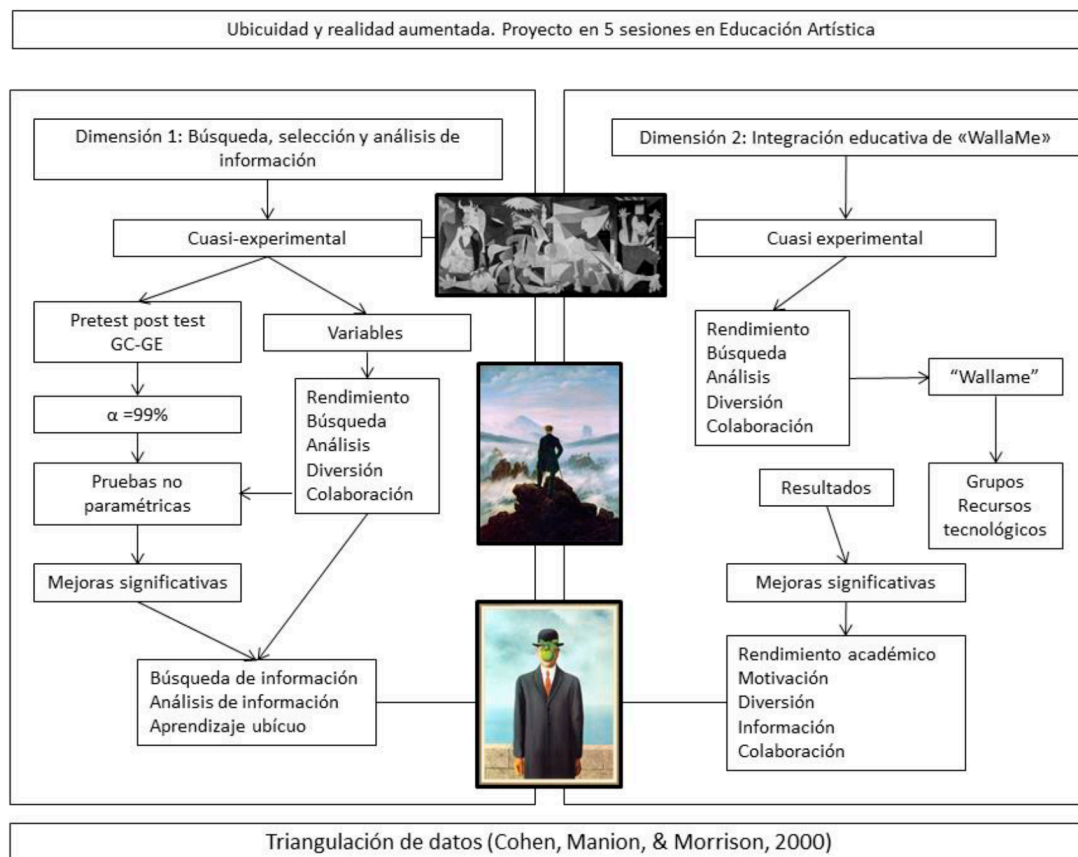 Ubicuidad y realidad aumentada. Proyecto en 5 sesiones en Educación Artística
Dimensión 1: Búsqueda, selección y análisis de
información
Cuasi-experimental
Pretest post test
GC-GE
Variables
α =99%
Rendimiento
Búsqueda
Análisis
Diversión
Colaboración
Pruebas no
paramétricas
Mejoras significativas
Búsqueda de información
Análisis de información
Aprendizaje ubícuo
Dimensión 2: Integración educativa de «WallaMe»
Cuasi experimental
Rendimiento
Búsqueda
Análisis
Diversión
Colaboración
“Wallame”
Grupos
Recursos
tecnológicos
Resultados
Mejoras significativas
Rendimiento académico
Motivación
Diversión
Información
Colaboración
Triangulación de datos (Cohen, Manion, & Morrison, 2000)